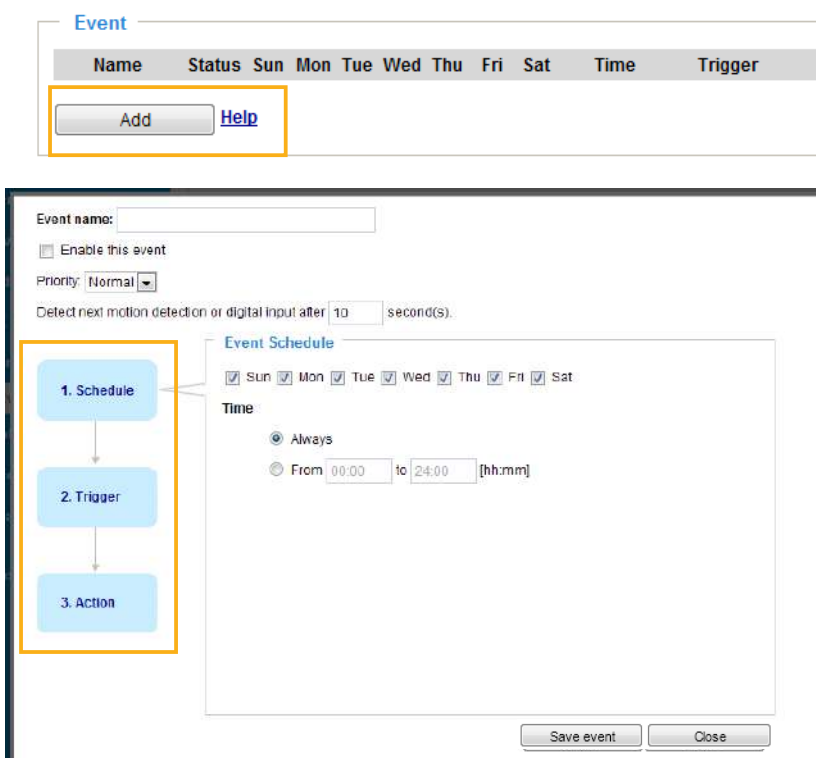 Event
Name Status Sun Mon Tue Wed Thu Fri Sat Time Trigger
Add Help
Event name:
Enable this event
Priority: Normal
Detect next motion detection or digital input after 10 second(s).
Event Schedule
1. Schedule
Sun Mon Tue Wed Thu Fri Sat
Time
Always
From 00:00 to 24:00 [hh:mm]
2. Trigger
3. Action
Save event Close